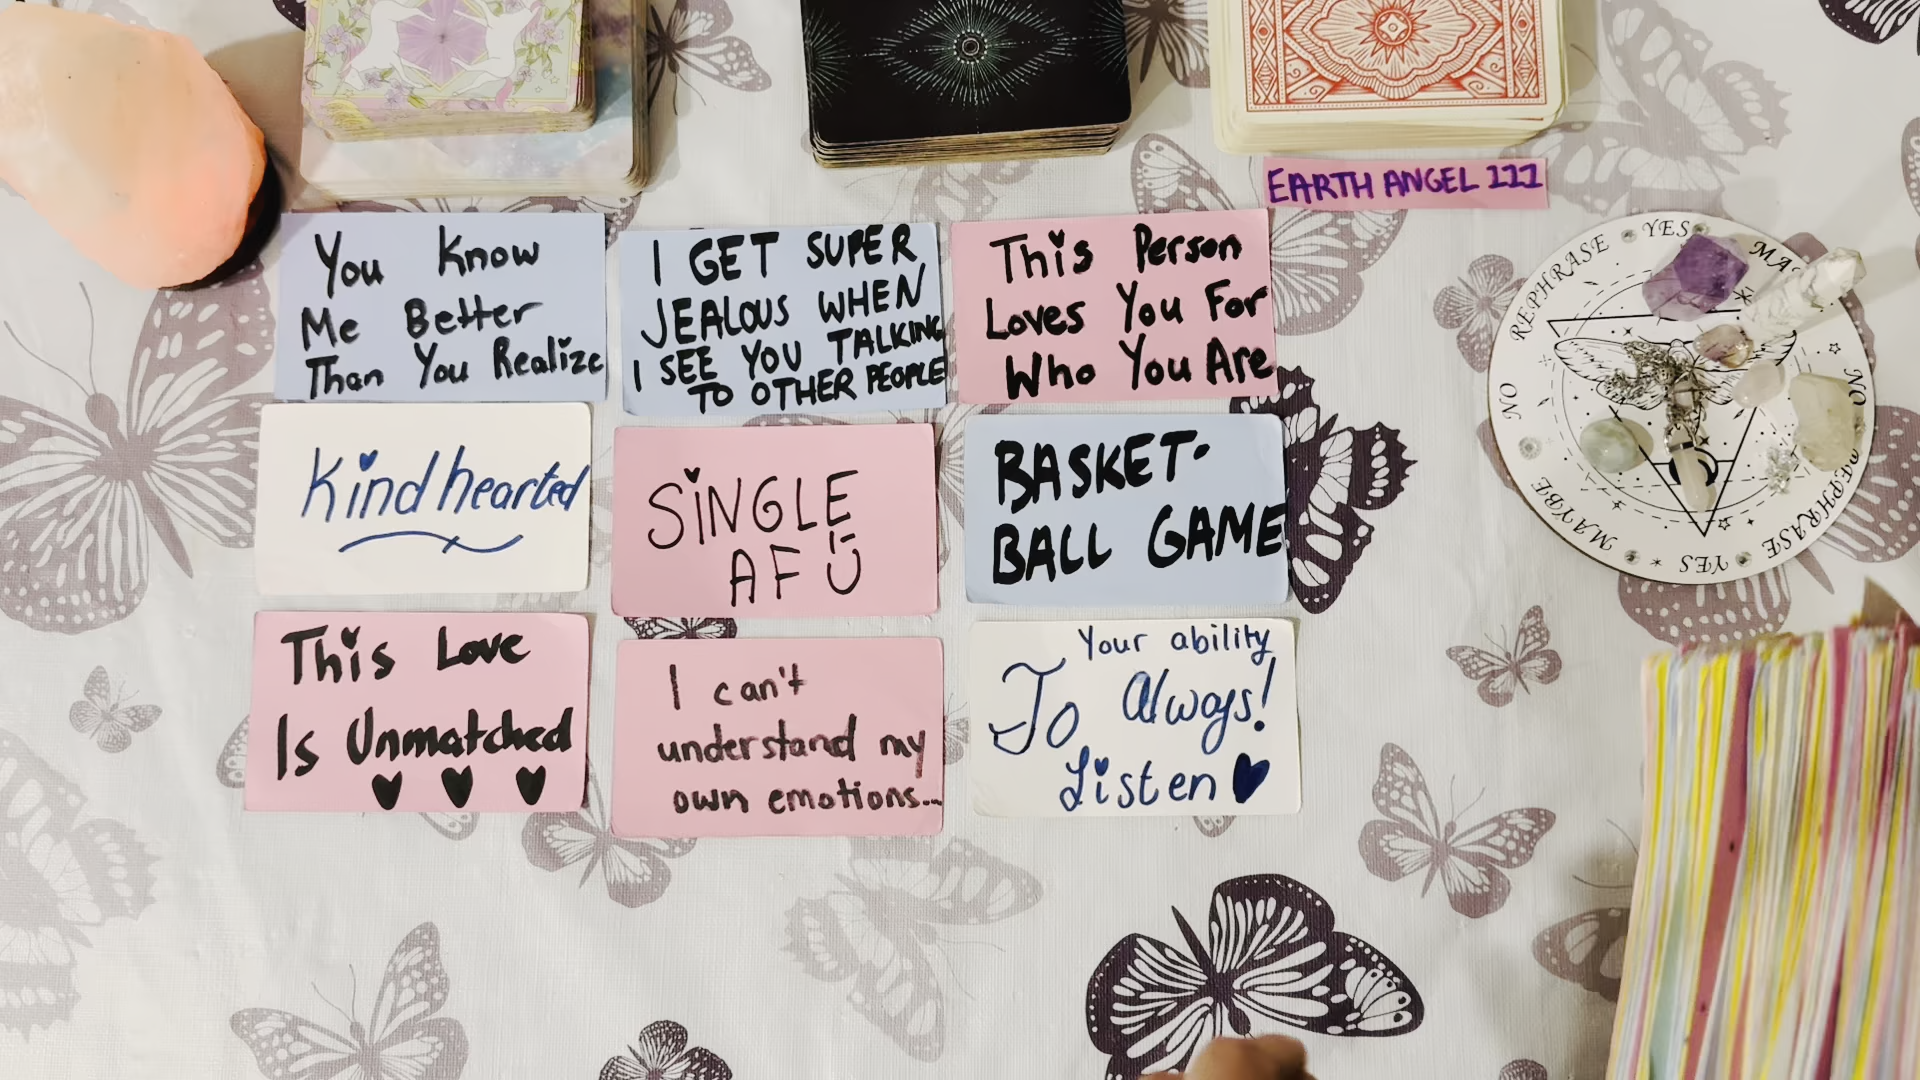 EARTH ANGEL 111
You Know
Me Better
Than You Realize
I GET SUPER
JEALOUS WHEN
I SEE YOU TALKING
TO OTHER PEOPLE
This Person
Loves You For
Who You Are
Kindhearted
SiNGLE
AF
BASKET-
BALL GAME
This Love
Is Unmatched
I can't
understand my
own emotions...
Your ability
To Always!
Listen
REPHRASE
YES
NO
MAYBE
YES
REPHRASE
NO